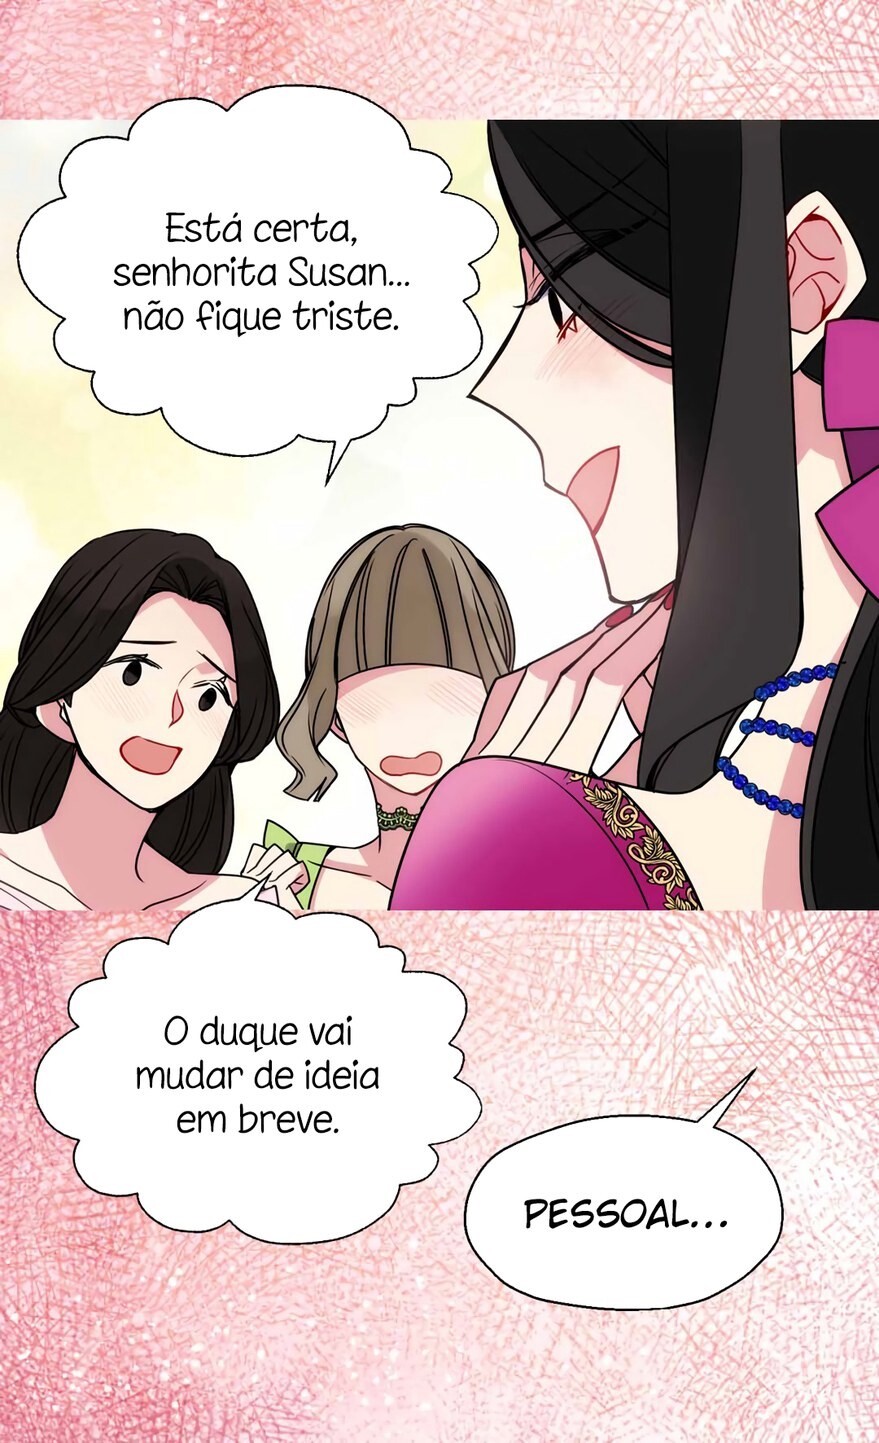 Está certa,
senhorita Susan...
não fique triste.
O duque vai
mudar de ideia
em breve.
PESSOAL...